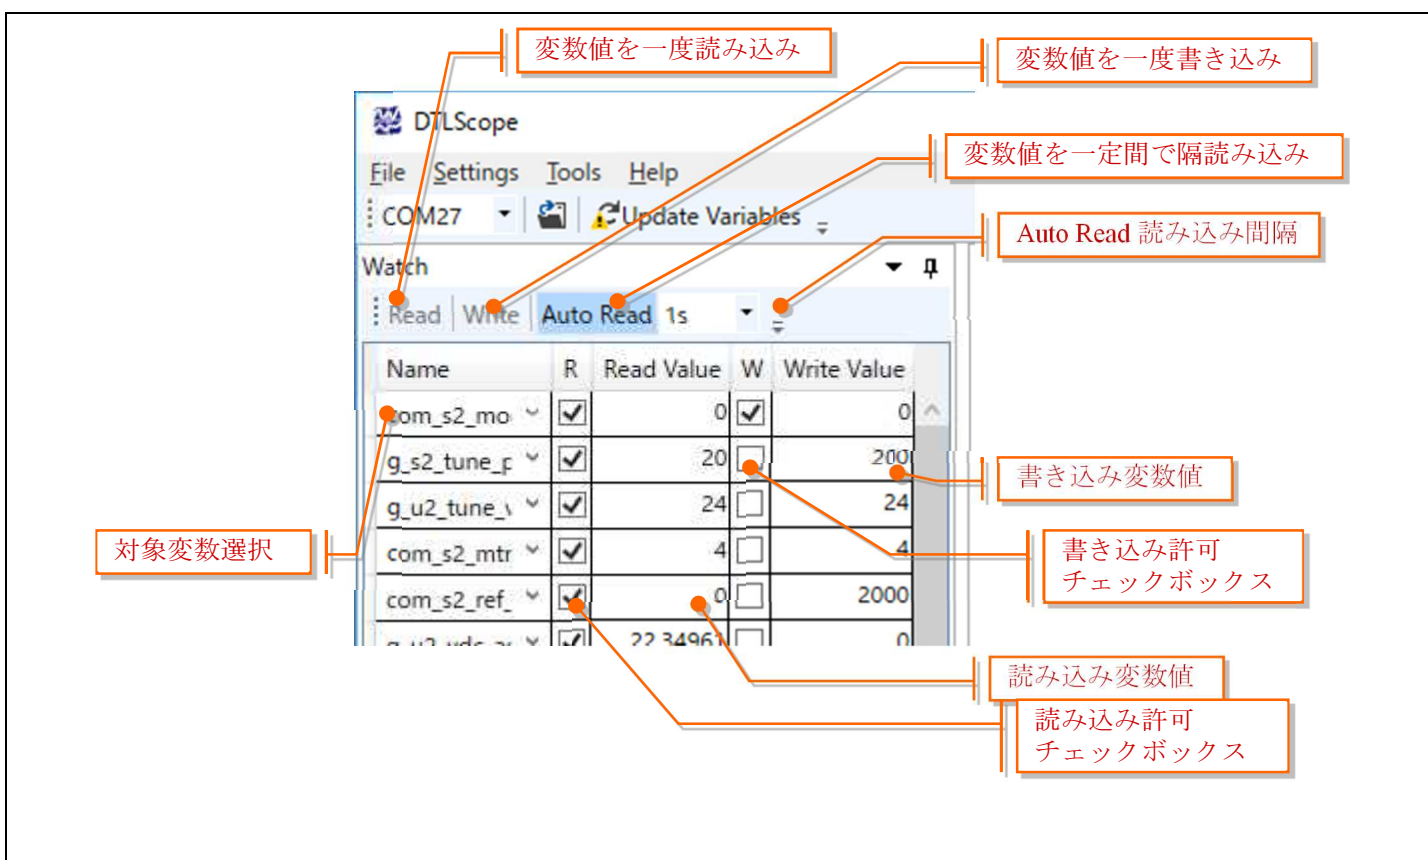 変数値を一度読み込み
変数値を一度書き込み
DTLScope
変数値を一定間で隔読み込み
File Settings Tools Help
COM27 Update Variables
Auto Read 読み込み間隔
Watch
Read Write Auto Read 1s
Name R Read Value W Write Value
com_s2_mo 0 0
g_s2_tune_p 20 200
書き込み変数値
g_u2_tune_v 24 24
対象変数選択
com_s2_mtr 4 4
書き込み許可
チェックボックス
com_s2_ref_ 0 2000
22.34961 0
読み込み変数値
読み込み許可
チェックボックス